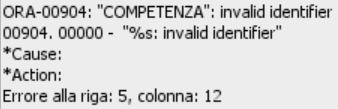 ORA-00904: "COMPETENZA": invalid identifier
00904. 00000 -  "%s: invalid identifier"
*Cause:
*Action:
Errore alla riga: 5, colonna: 12